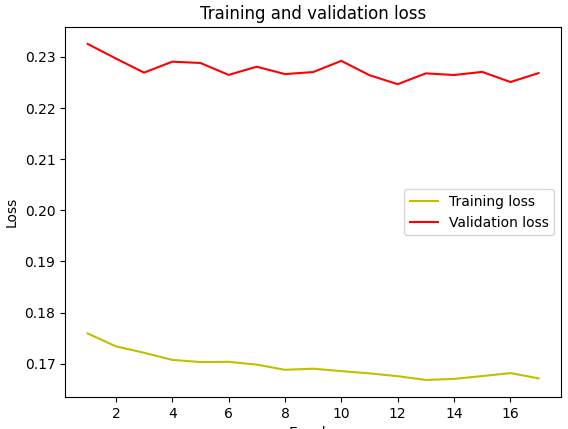 Training and validation loss
0.23
0.22
0.21
0.20
0.19
0.18
0.17
Loss
Training loss
Validation loss
2 4 6 8 10 12 14 16